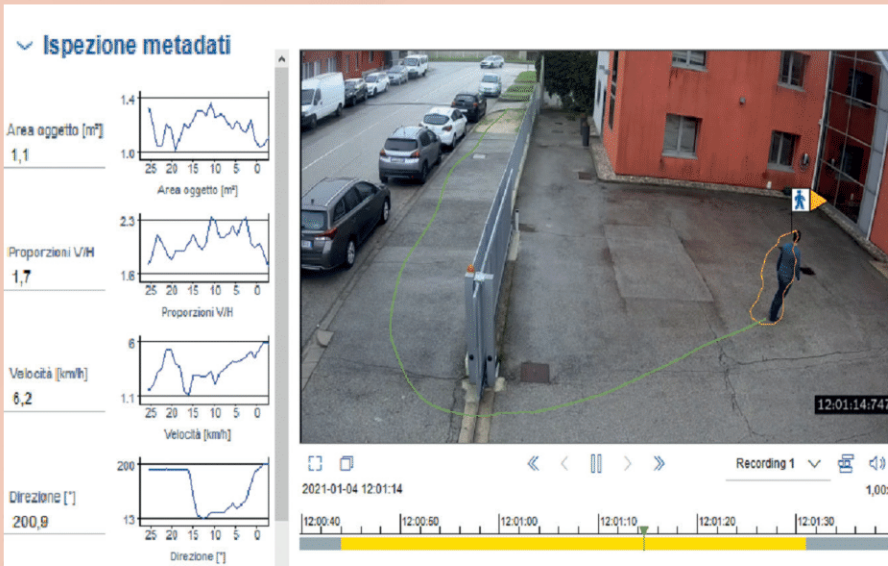 Ispezione metadati
Area oggetto [m²]
1,1
1.4
1.0
25 20 15 10 5 0
Area oggetto [m²]
Proporzioni V/H
1,7
2.3
1.6
25 20 15 10 5 0
Proporzioni V/H
Velocità [km/h]
6,2
6
1.1
25 20 15 10 5 0
Velocità [km/h]
Direzione [°]
200,9
200
13
25 20 15 10 5 0
Direzione [°]
12:01:14:747
Recording 1
2021-01-04 12:01:14
1,00x
12:00:40 12:00:50 12:01:00 12:01:10 12:01:20 12:01:30